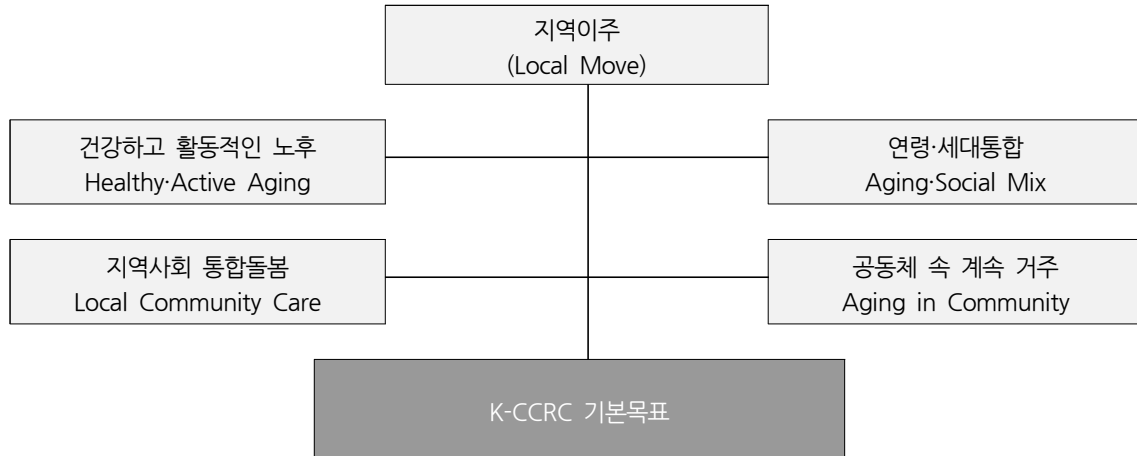 지역이주
(Local Move)
건강하고 활동적인 노후
Healthy·Active Aging
연령·세대통합
Aging·Social Mix
지역사회 통합돌봄
Local Community Care
공동체 속 계속 거주
Aging in Community
K-CCRC 기본목표